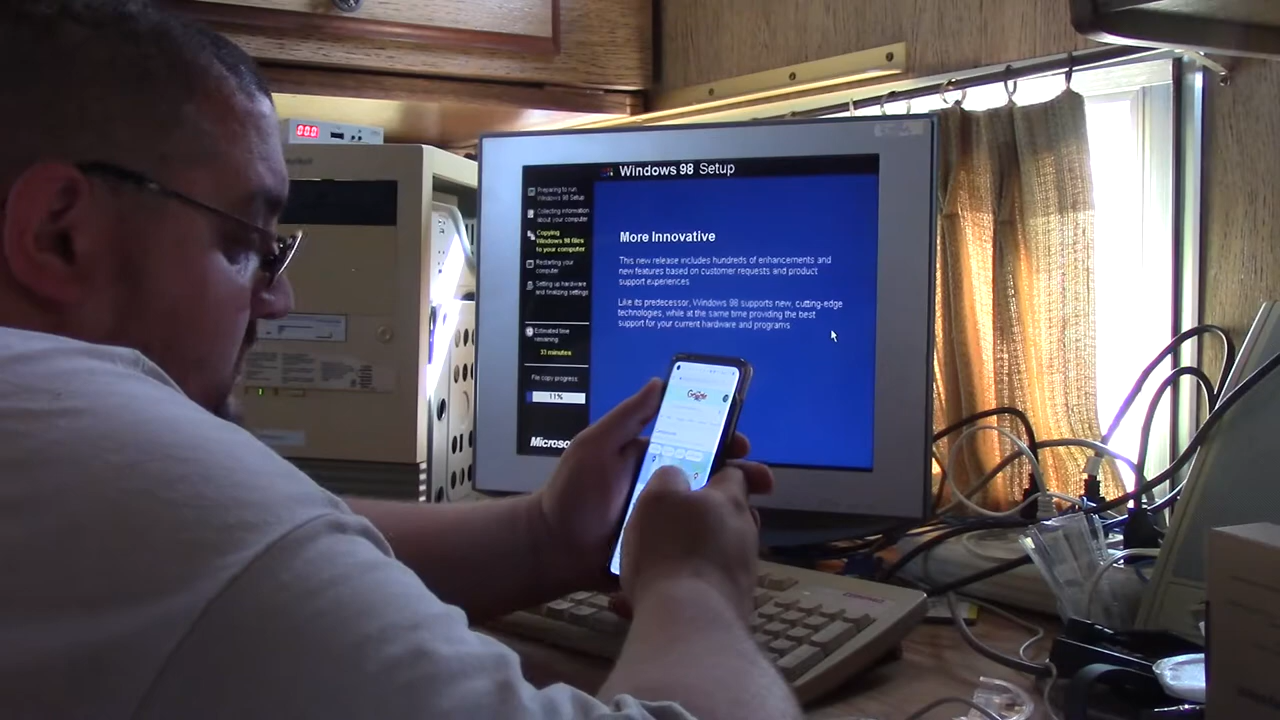 000
Windows 98 Setup
Preparing to run
Windows 98 Setup
Collecting information
about your computer
Copying
Windows 98 files
to your computer
Restarting your
computer
Setting up hardware
and finalizing settings
Estimated time
remaining:
33 minutes
File copy progress:
11%
Microso
More Innovative
This new release includes hundreds of enhancements and
new features based on customer requests and product
support experiences
Like its predecessor, Windows 98 supports new, cutting-edge
technologies, while at the same time providing the best
support for your current hardware and programs
Google